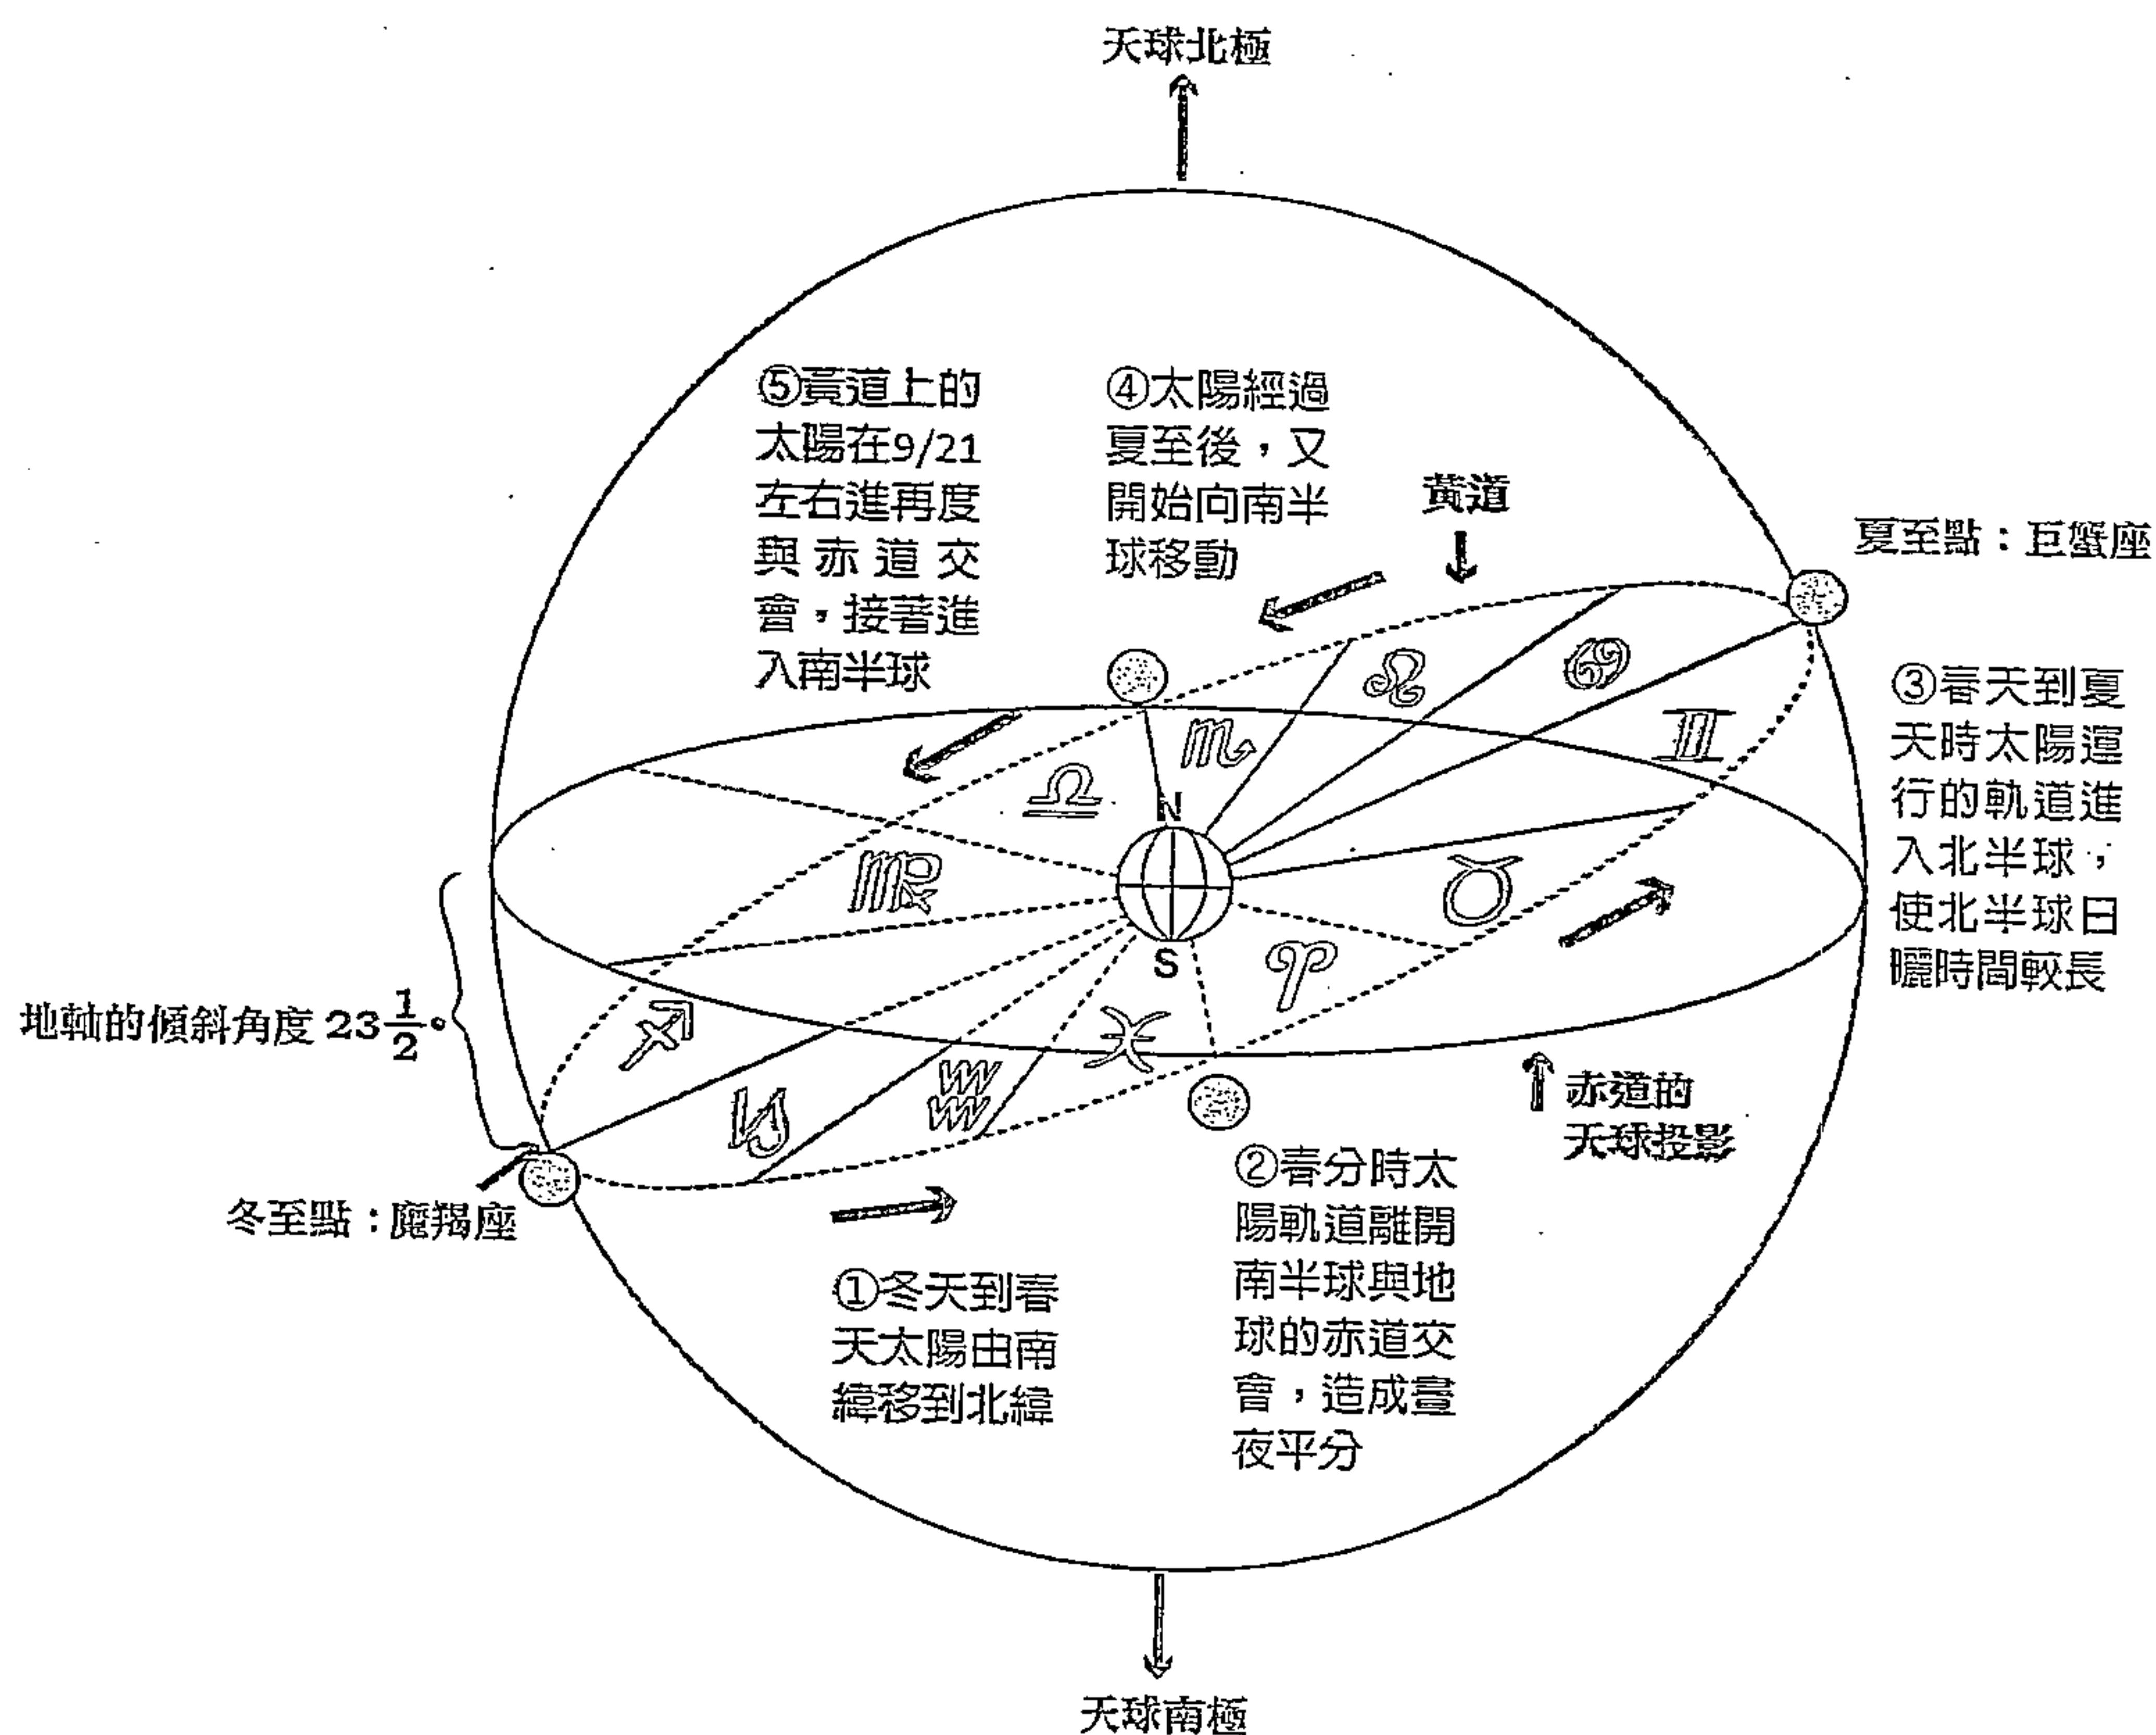 天球北極
⑤黃道上的
太陽在9/21
左右進再度
與赤道交
會，接著進
入南半球
④太陽經過
夏至後，又
開始向南半
球移動
黃道
夏至點：巨蟹座
③春天到夏
天時太陽運
行的軌道進
入北半球，
使北半球日
曬時間較長
N
S
地軸的傾斜角度 23 1/2°
赤道的
天球投影
②春分時太
陽軌道離開
南半球與地
球的赤道交
會，造成晝
夜平分
冬至點：魔羯座
①冬天到春
天太陽由南
緯移到北緯
天球南極